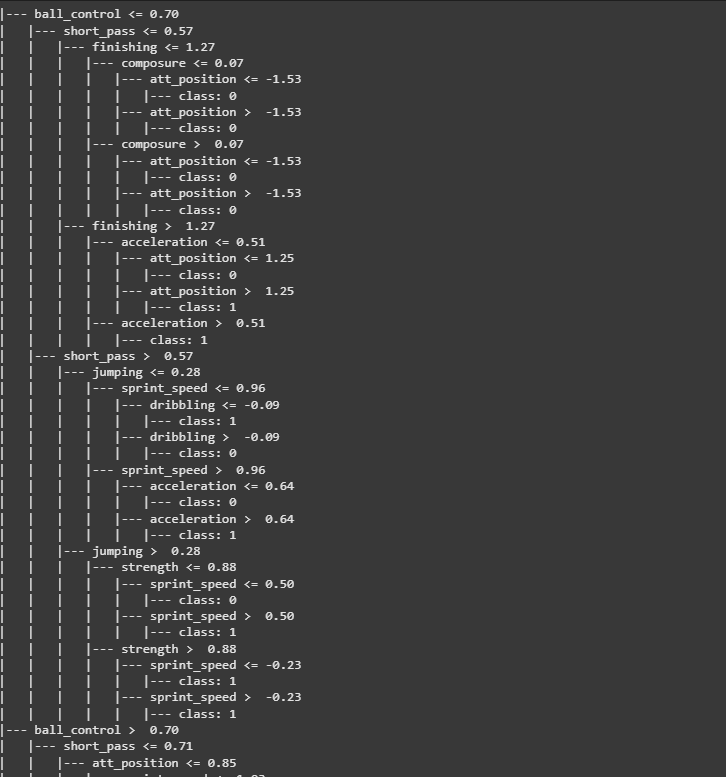 |--- ball_control <= 0.70
|   |--- short_pass <= 0.57
|   |   |--- finishing <= 1.27
|   |   |   |--- composure <= 0.07
|   |   |   |   |--- att_position <= -1.53
|   |   |   |   |   |--- class: 0
|   |   |   |   |--- att_position >  -1.53
|   |   |   |   |   |--- class: 0
|   |   |   |--- composure >  0.07
|   |   |   |   |--- att_position <= -1.53
|   |   |   |   |   |--- class: 0
|   |   |   |   |--- att_position >  -1.53
|   |   |   |   |   |--- class: 0
|   |   |--- finishing >  1.27
|   |   |   |--- acceleration <= 0.51
|   |   |   |   |--- att_position <= 1.25
|   |   |   |   |   |--- class: 0
|   |   |   |   |--- att_position >  1.25
|   |   |   |   |   |--- class: 1
|   |   |   |--- acceleration >  0.51
|   |   |   |   |--- class: 1
|   |--- short_pass >  0.57
|   |   |--- jumping <= 0.28
|   |   |   |--- sprint_speed <= 0.96
|   |   |   |   |--- dribbling <= -0.09
|   |   |   |   |   |--- class: 1
|   |   |   |   |--- dribbling >  -0.09
|   |   |   |   |   |--- class: 0
|   |   |   |--- sprint_speed >  0.96
|   |   |   |   |--- acceleration <= 0.64
|   |   |   |   |   |--- class: 0
|   |   |   |   |--- acceleration >  0.64
|   |   |   |   |   |--- class: 1
|   |   |--- jumping >  0.28
|   |   |   |--- strength <= 0.88
|   |   |   |   |--- sprint_speed <= 0.50
|   |   |   |   |   |--- class: 0
|   |   |   |   |--- sprint_speed >  0.50
|   |   |   |   |   |--- class: 1
|   |   |   |--- strength >  0.88
|   |   |   |   |--- sprint_speed <= -0.23
|   |   |   |   |   |--- class: 1
|   |   |   |   |--- sprint_speed >  -0.23
|   |   |   |   |   |--- class: 1
|--- ball_control >  0.70
|   |--- short_pass <= 0.71
|   |   |--- att_position <= 0.85